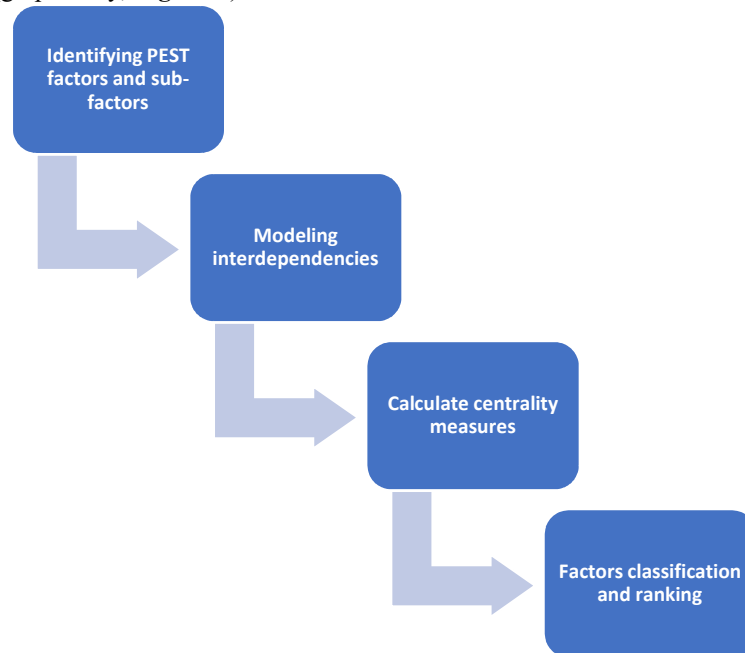 Identifying PEST
factors and sub-
factors
Modeling
interdependencies
Calculate centrality
measures
Factors classification
and ranking